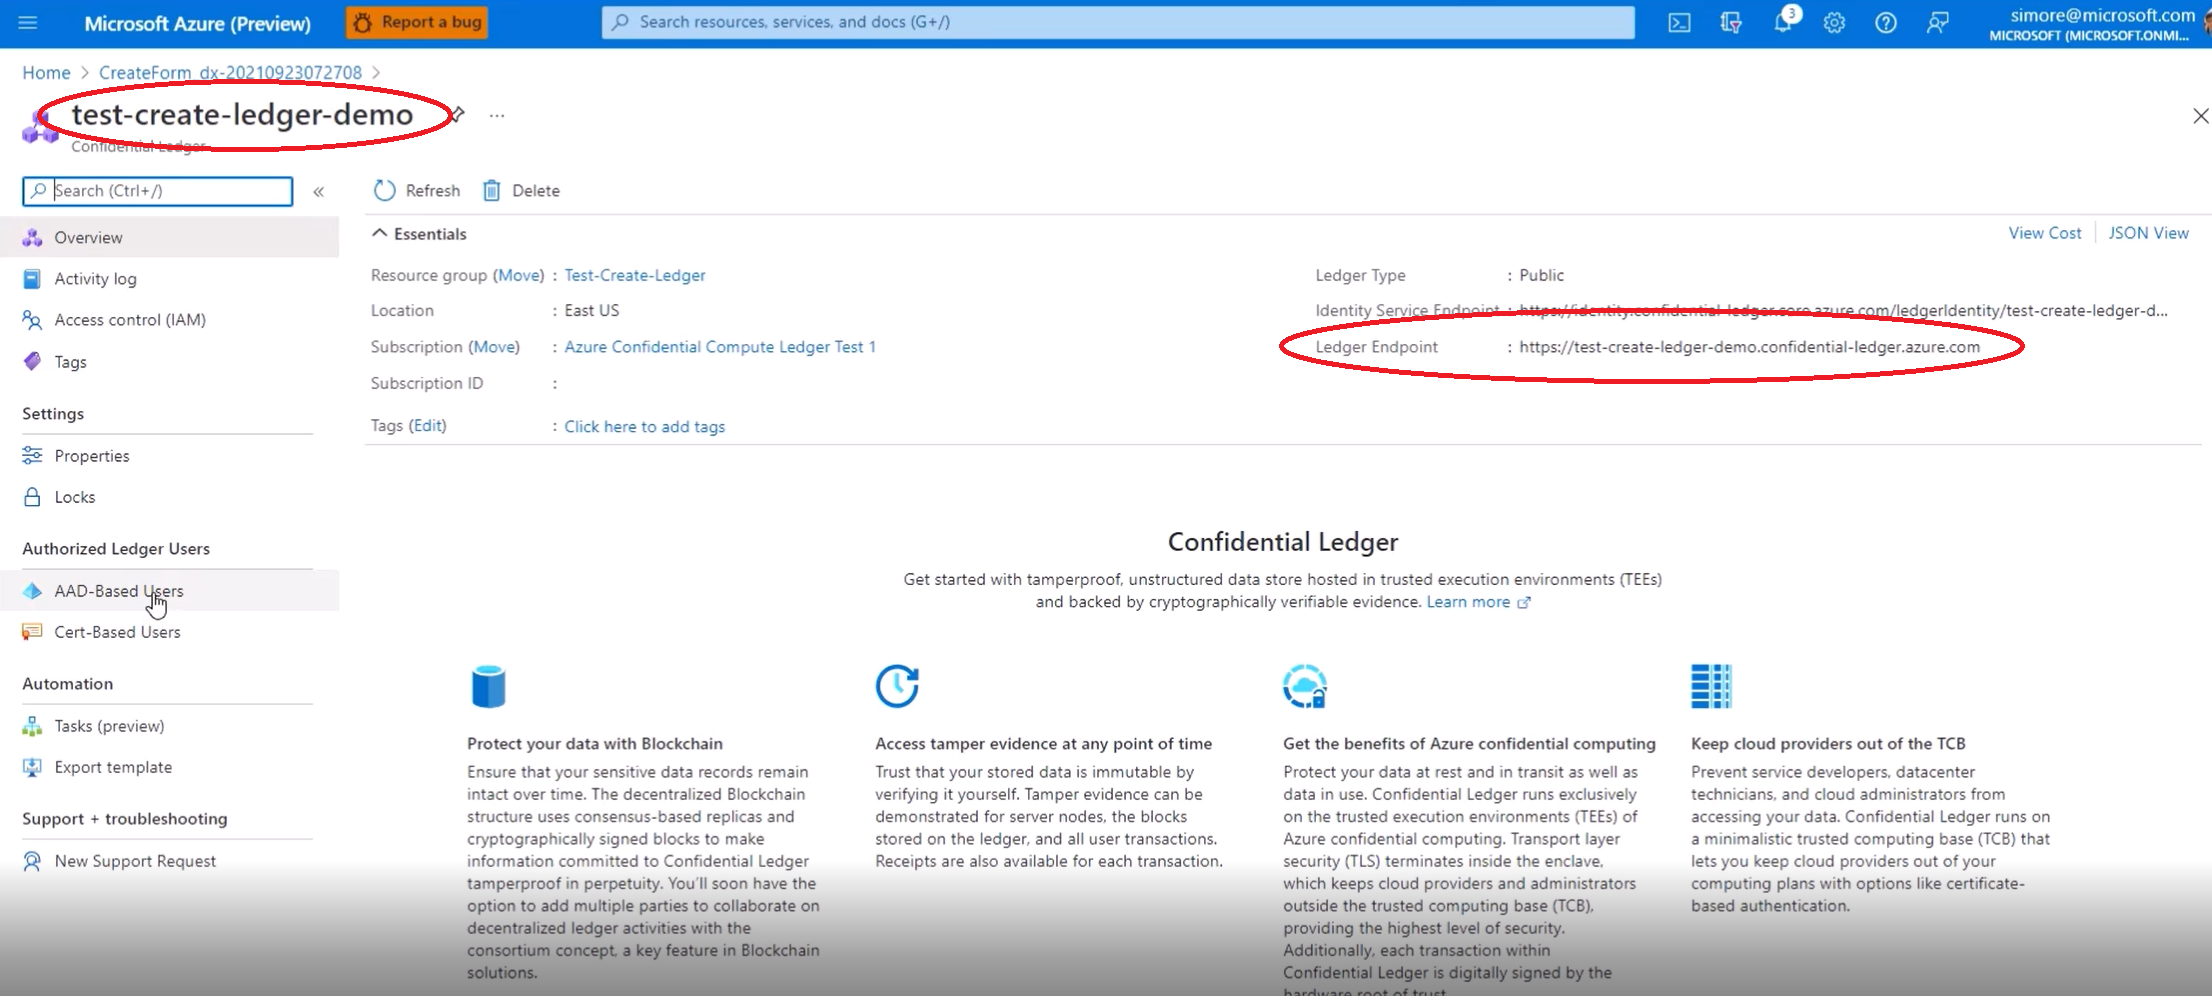 Microsoft Azure (Preview)
Report a bug
Search resources, services, and docs (G+/)
3
simore@microsoft.com
MICROSOFT (MICROSOFT.ONMI...
Home > CreateForm_dx-20210923072708 >
test-create-ledger-demo
...
Confidential Ledger
Search (Ctrl+/)
«
Overview
Activity log
Access control (IAM)
Tags
Settings
Properties
Locks
Authorized Ledger Users
AAD-Based Users
Cert-Based Users
Automation
Tasks (preview)
Export template
Support + troubleshooting
New Support Request
Refresh
Delete
Essentials
View Cost
JSON View
Resource group (Move) : Test-Create-Ledger
Location : East US
Subscription (Move) : Azure Confidential Compute Ledger Test 1
Subscription ID :
Tags (Edit) : Click here to add tags
Ledger Type : Public
Identity Service Endpoint : https://identity.confidential-ledger.core.azure.com/ledgerIdentity/test-create-ledger-d...
Ledger Endpoint : https://test-create-ledger-demo.confidential-ledger.azure.com
Confidential Ledger
Get started with tamperproof, unstructured data store hosted in trusted execution environments (TEEs)
and backed by cryptographically verifiable evidence. Learn more
Protect your data with Blockchain
Ensure that your sensitive data records remain
intact over time. The decentralized Blockchain
structure uses consensus-based replicas and
cryptographically signed blocks to make
information committed to Confidential Ledger
tamperproof in perpetuity. You'll soon have the
option to add multiple parties to collaborate on
decentralized ledger activities with the
consortium concept, a key feature in Blockchain
solutions.
Access tamper evidence at any point of time
Trust that your stored data is immutable by
verifying it yourself. Tamper evidence can be
demonstrated for server nodes, the blocks
stored on the ledger, and all user transactions.
Receipts are also available for each transaction.
Get the benefits of Azure confidential computing
Protect your data at rest and in transit as well as
data in use. Confidential Ledger runs exclusively
on the trusted execution environments (TEEs) of
Azure confidential computing. Transport layer
security (TLS) terminates inside the enclave,
which keeps cloud providers and administrators
outside the trusted computing base (TCB),
providing the highest level of security.
Additionally, each transaction within
Confidential Ledger is digitally signed by the
hardware root of trust.
Keep cloud providers out of the TCB
Prevent service developers, datacenter
technicians, and cloud administrators from
accessing your data. Confidential Ledger runs on
a minimalistic trusted computing base (TCB) that
lets you keep cloud providers out of your
computing plans with options like certificate-
based authentication.